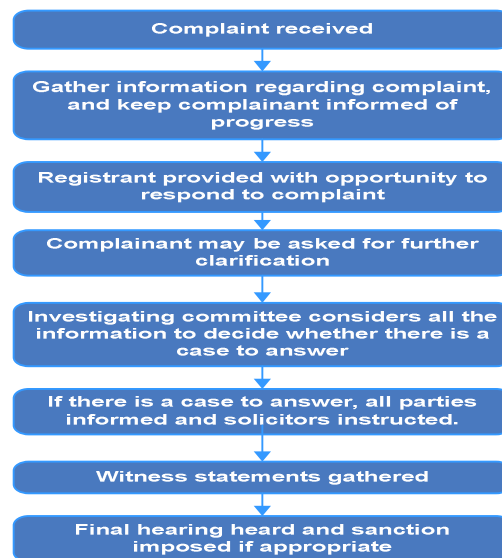 Complaint received
Gather information regarding complaint,
and keep complainant informed of
progress
Registrant provided with opportunity to
respond to complaint
Complainant may be asked for further
clarification
Investigating committee considers all the
information to decide whether there is a
case to answer
If there is a case to answer, all parties
informed and solicitors instructed.
Witness statements gathered
Final hearing heard and sanction
imposed if appropriate